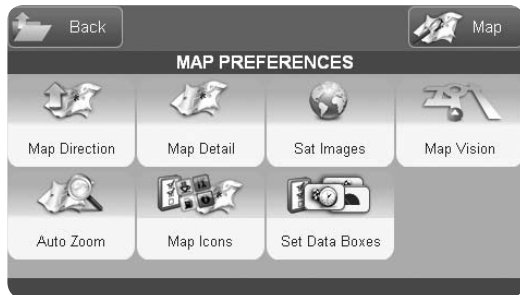 Back
Map
MAP PREFERENCES
Map Direction
Map Detail
Sat Images
Map Vision
Auto Zoom
Map Icons
Set Data Boxes